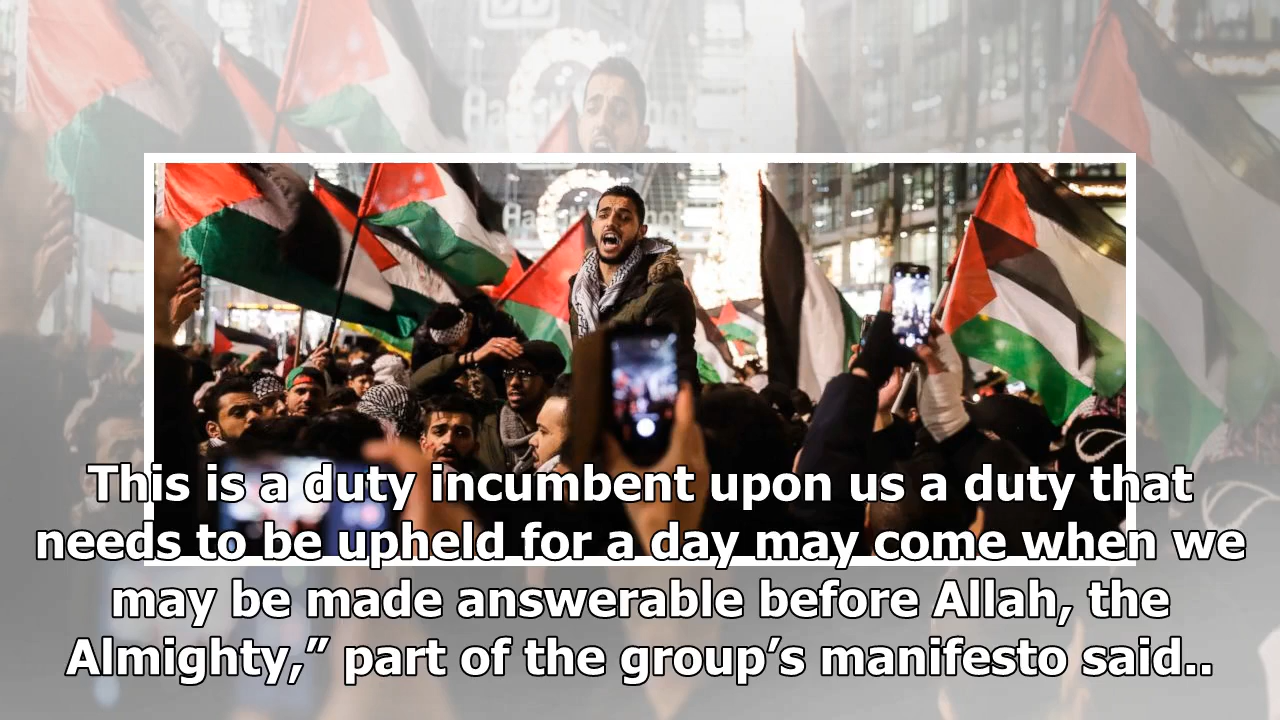 This is a duty incumbent upon us a duty that
needs to be upheld for a day may come when we
may be made answerable before Allah, the
Almighty,” part of the group’s manifesto said..